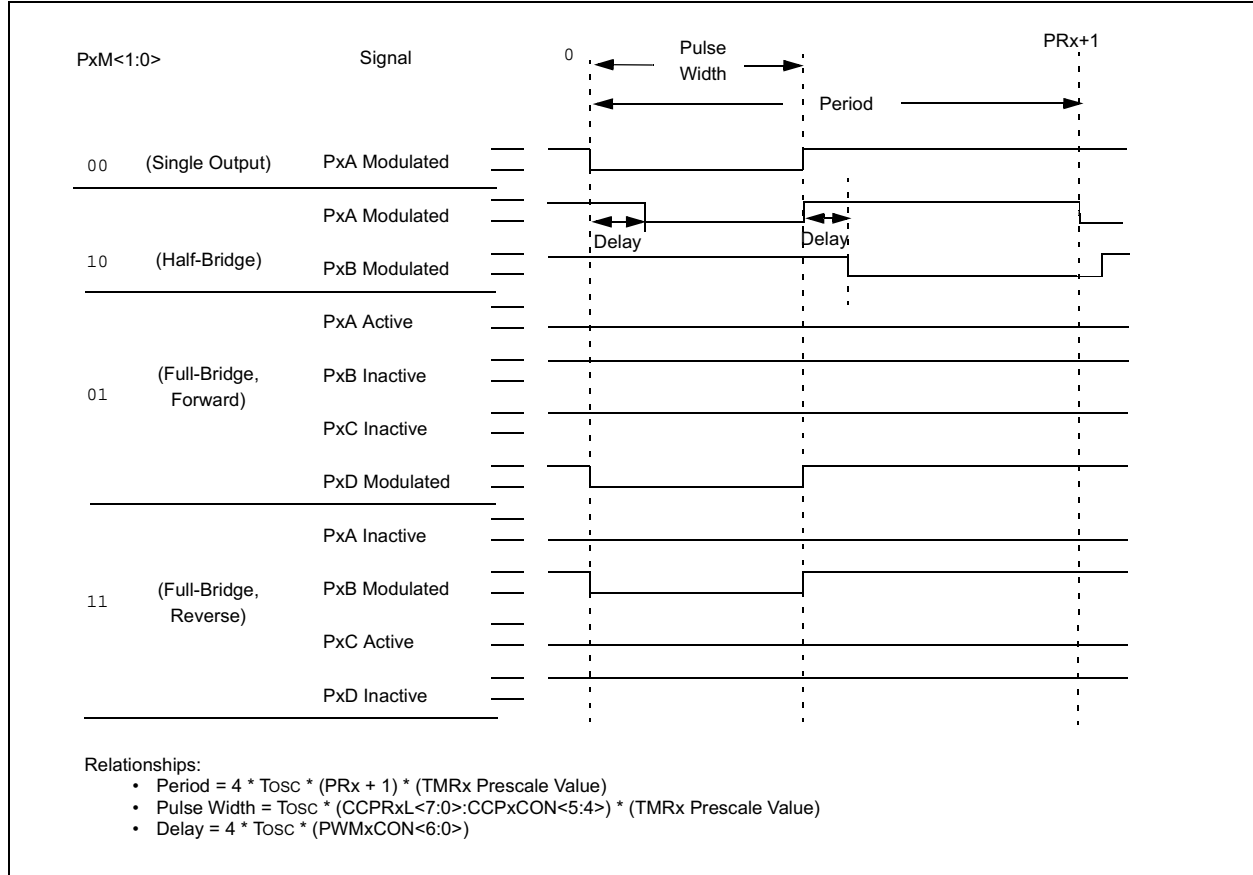 PxM<1:0>
Signal
0
Pulse
Width
PRx+1
Period
00
(Single Output)
PxA Modulated
PxA Modulated
Delay
Delay
10
(Half-Bridge)
PxB Modulated
PxA Active
(Full-Bridge,
Forward)
PxB Inactive
01
PxC Inactive
PxD Modulated
PxA Inactive
(Full-Bridge,
Reverse)
PxB Modulated
11
PxC Active
PxD Inactive
Relationships:
• Period = 4 * TOSC * (PRx + 1) * (TMRx Prescale Value)
• Pulse Width = TOSC * (CCPRxL<7:0>:CCPxCON<5:4>) * (TMRx Prescale Value)
• Delay = 4 * TOSC * (PWMxCON<6:0>)